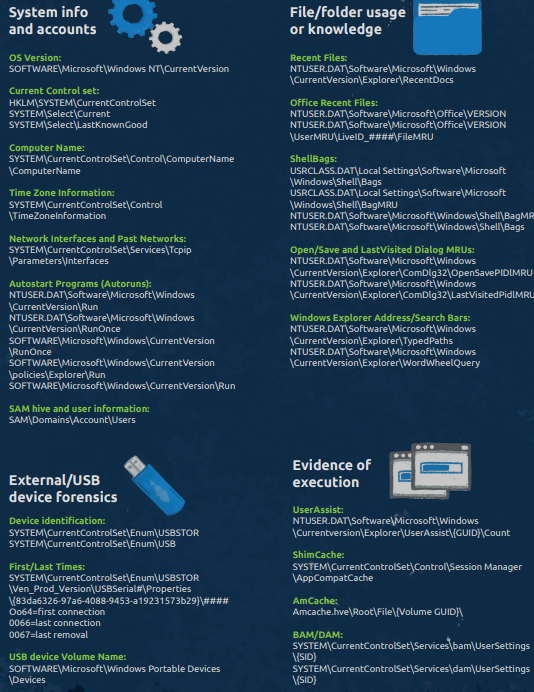 System info
and accounts
OS Version:
SOFTWARE\Microsoft\Windows NT\CurrentVersion
Current Control set:
HKLM\SYSTEM\CurrentControlSet
SYSTEM\Select\Current
SYSTEM\Select\LastKnownGood
Computer Name:
SYSTEM\CurrentControlSet\Control\ComputerName
\ComputerName
Time Zone Information:
SYSTEM\CurrentControlSet\Control
\TimeZoneInformation
Network Interfaces and Past Networks:
SYSTEM\CurrentControlSet\Services\Tcpip
\Parameters\Interfaces
Autostart Programs (Autoruns):
NTUSER.DAT\Software\Microsoft\Windows
\CurrentVersion\Run
NTUSER.DAT\Software\Microsoft\Windows
\CurrentVersion\RunOnce
SOFTWARE\Microsoft\Windows\CurrentVersion
\RunOnce
SOFTWARE\Microsoft\Windows\CurrentVersion
\policies\Explorer\Run
SOFTWARE\Microsoft\Windows\CurrentVersion\Run
SAM hive and user information:
SAM\Domains\Account\Users
File/folder usage
or knowledge
Recent Files:
NTUSER.DAT\Software\Microsoft\Windows
\CurrentVersion\Explorer\RecentDocs
Office Recent Files:
NTUSER.DAT\Software\Microsoft\Office\VERSION
NTUSER.DAT\Software\Microsoft\Office\VERSION
\UserMRU\LiveID_####\FileMRU
ShellBags:
USRCLASS.DAT\Local Settings\Software\Microsoft
\Windows\Shell\Bags
USRCLASS.DAT\Local Settings\Software\Microsoft
\Windows\Shell\BagMRU
NTUSER.DAT\Software\Microsoft\Windows\Shell\BagMR
NTUSER.DAT\Software\Microsoft\Windows\Shell\Bags
Open/Save and LastVisited Dialog MRUs:
NTUSER.DAT\Software\Microsoft\Windows
\CurrentVersion\Explorer\ComDlg32\OpenSavePIDlMRU
NTUSER.DAT\Software\Microsoft\Windows
\CurrentVersion\Explorer\ComDlg32\LastVisitedPidlMRU
Windows Explorer Address/Search Bars:
NTUSER.DAT\Software\Microsoft\Windows
\CurrentVersion\Explorer\TypedPaths
NTUSER.DAT\Software\Microsoft\Windows
\CurrentVersion\Explorer\WordWheelQuery
External/USB
device forensics
Device identification:
SYSTEM\CurrentControlSet\Enum\USBSTOR
SYSTEM\CurrentControlSet\Enum\USB
First/Last Times:
SYSTEM\CurrentControlSet\Enum\USBSTOR
\Ven_Prod_Version\USBSerial#\Properties
\{83da6326-97a6-4088-9453-a19231573b29}\####
Oo64=first connection
0066=last connection
0067=last removal
USB device Volume Name:
SOFTWARE\Microsoft\Windows Portable Devices
\Devices
Evidence of
execution
UserAssist:
NTUSER.DAT\Software\Microsoft\Windows
\Currentversion\Explorer\UserAssist\{GUID}\Count
ShimCache:
SYSTEM\CurrentControlSet\Control\Session Manager
\AppCompatCache
AmCache:
Amcache.hve\Root\File\{Volume GUID}\
BAM/DAM:
SYSTEM\CurrentControlSet\Services\bam\UserSettings
\{SID}
SYSTEM\CurrentControlSet\Services\dam\UserSettings
\{SID}